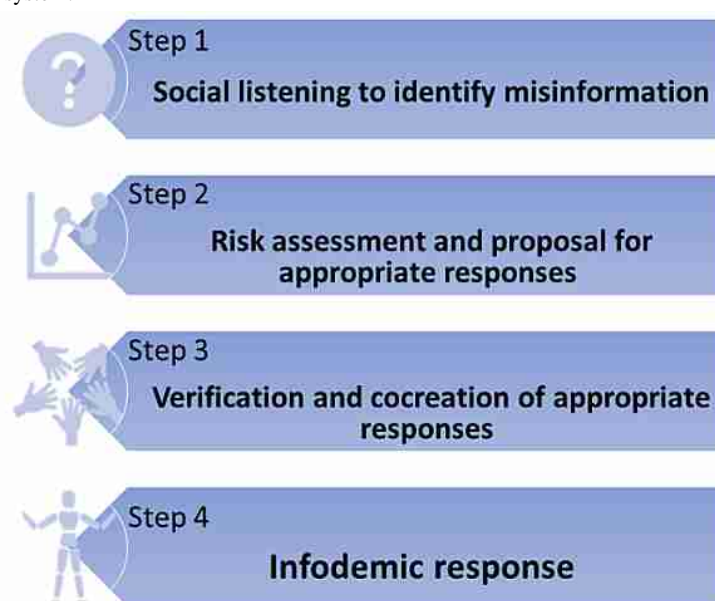 Step 1
Social listening to identify misinformation
Step 2
Risk assessment and proposal for
appropriate responses
Step 3
Verification and cocreation of appropriate
responses
Step 4
Infodemic response